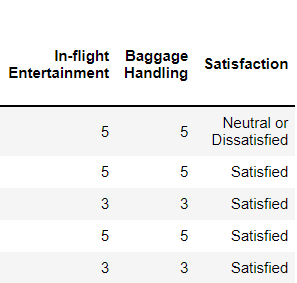 In-flight Entertainment Baggage Handling Satisfaction
5 5 Neutral or Dissatisfied
5 5 Satisfied
3 3 Satisfied
5 5 Satisfied
3 3 Satisfied